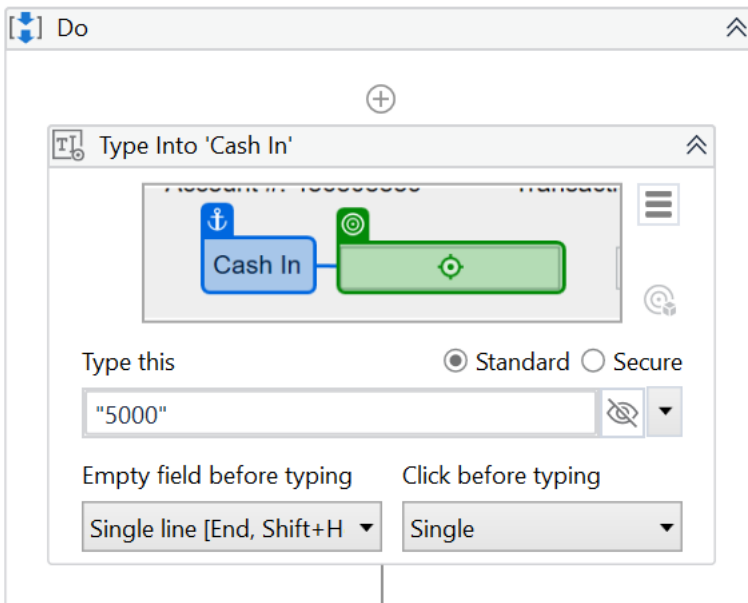 Do
Type Into 'Cash In'
Cash In
Type this
Standard Secure
"5000"
Empty field before typing Click before typing
Single line [End, Shift+H Single